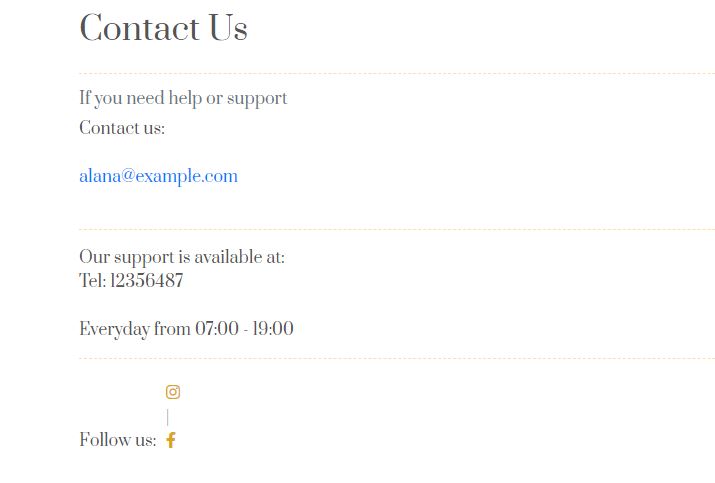 Contact Us
If you need help or support
Contact us:
alana@example.com
Our support is available at:
Tel: 12356487
Everyday from 07:00 - 19:00
|
Follow us: